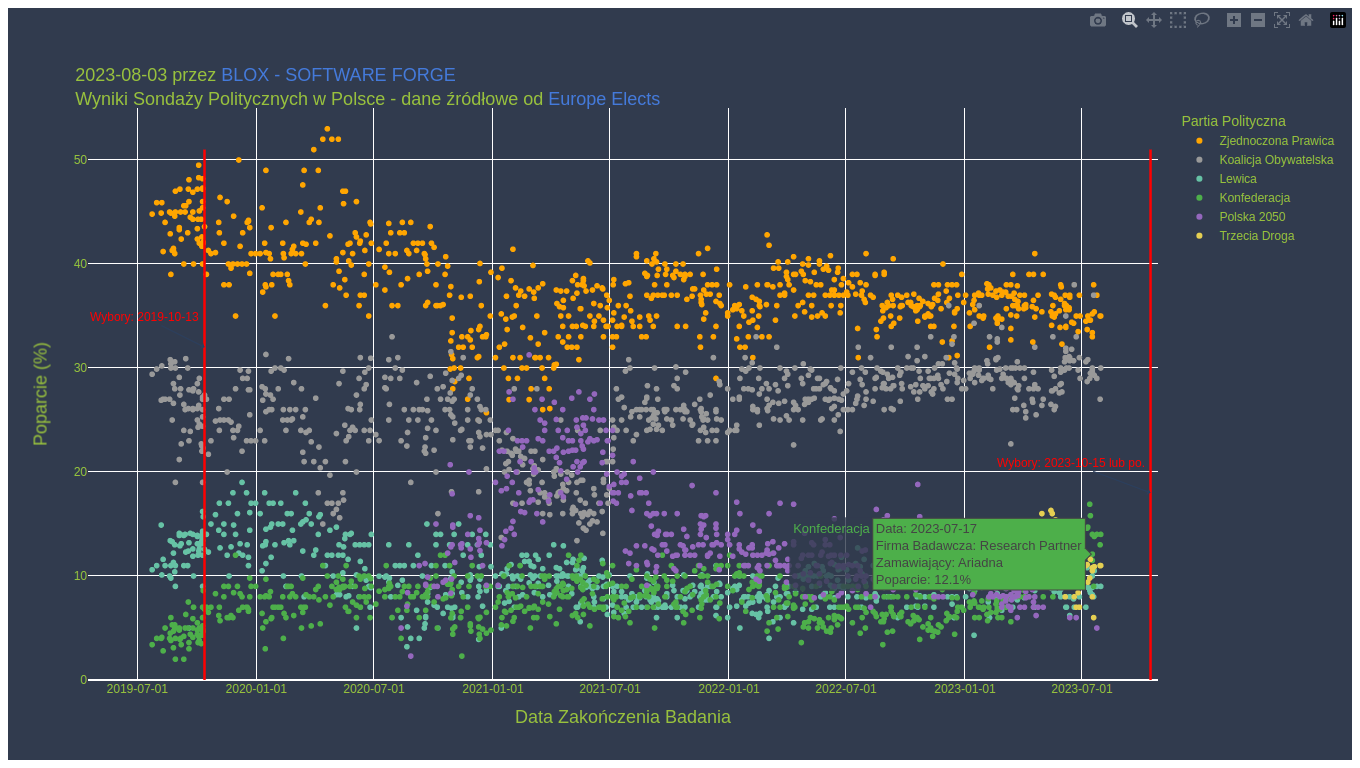 2023-08-03 przez BLOX - SOFTWARE FORGE
Wyniki Sondaży Politycznych w Polsce - dane źródłowe od Europe Elects
Partia Polityczna
Zjednoczona Prawica
Koalicja Obywatelska
Lewica
Konfederacja
Polska 2050
Trzecia Droga
Poparcie (%)
50
40
30
20
10
0
Wybory: 2019-10-13
Wybory: 2023-10-15 lub po.
Konfederacja
Data: 2023-07-17
Firma Badawcza: Research Partner
Zamawiający: Ariadna
Poparcie: 12.1%
2019-07-01
2020-01-01
2020-07-01
2021-01-01
2021-07-01
2022-01-01
2022-07-01
2023-01-01
2023-07-01
Data Zakończenia Badania